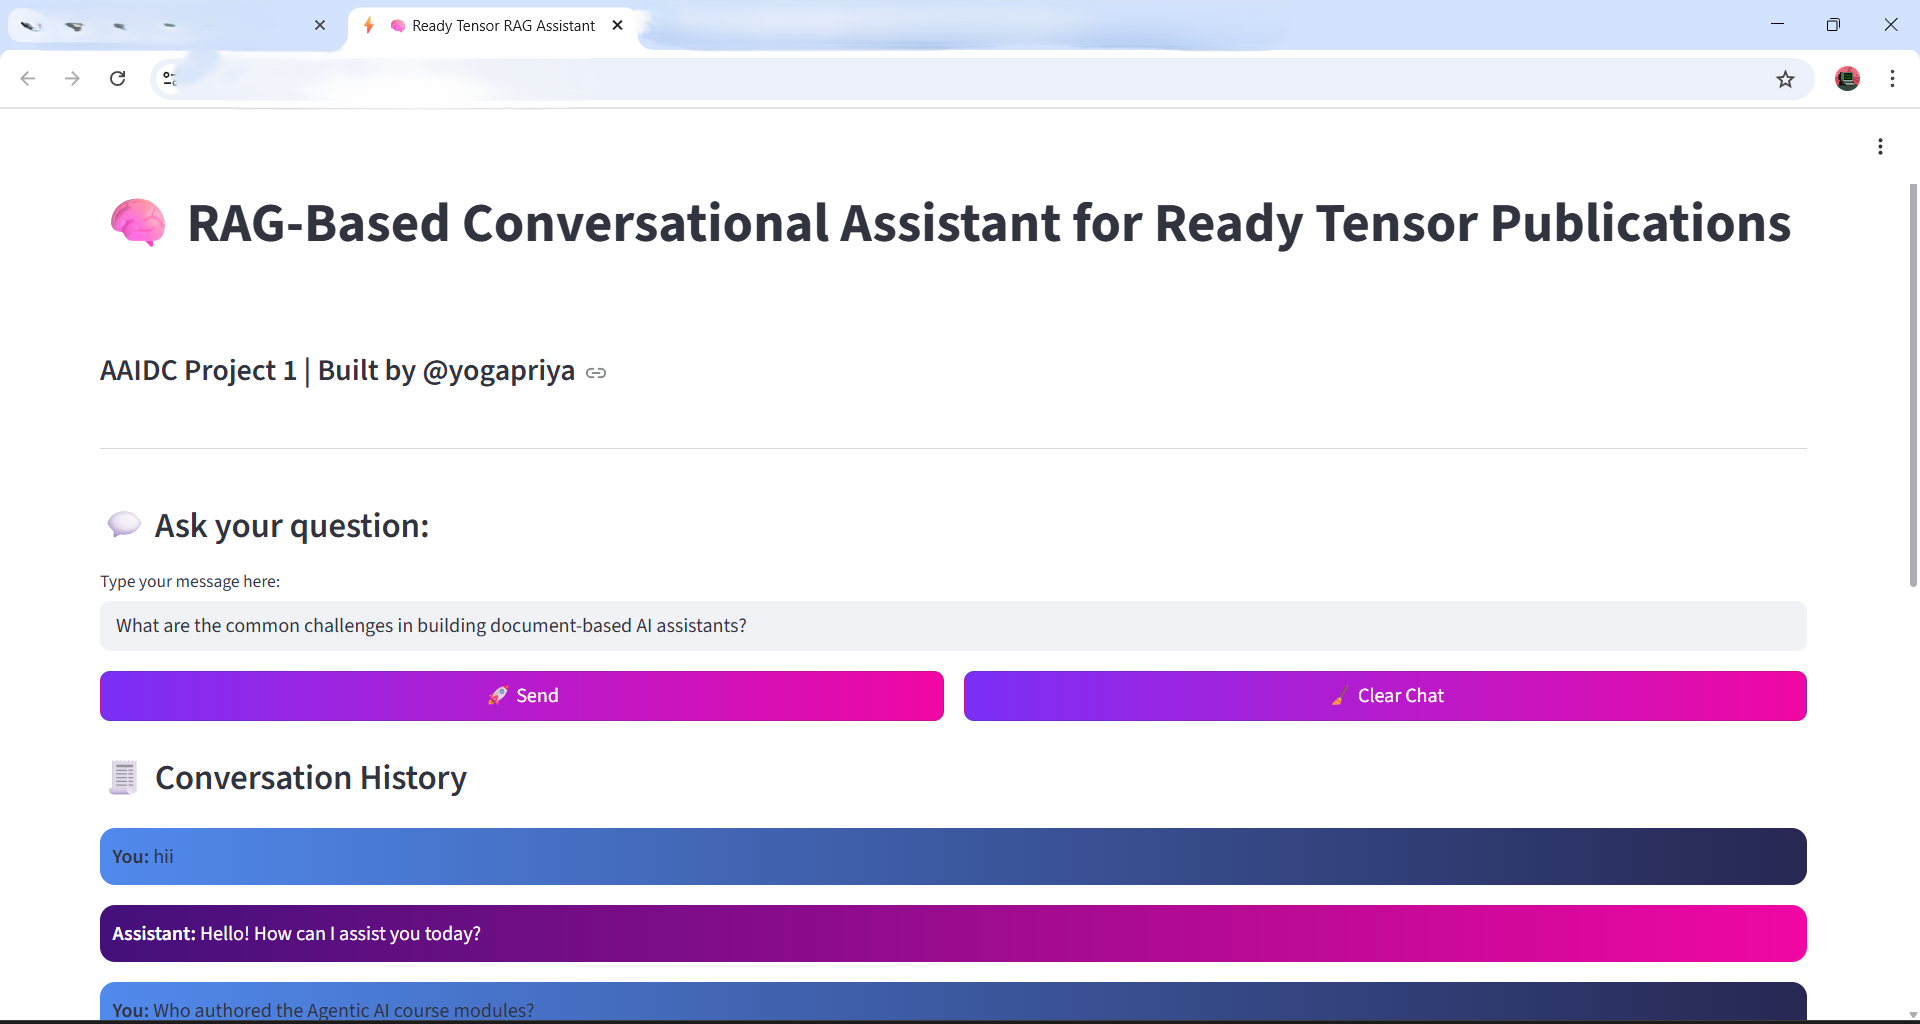 Ready Tensor RAG Assistant
RAG-Based Conversational Assistant for Ready Tensor Publications
AAIDC Project 1 | Built by @yogapriya
Ask your question:
Type your message here:
What are the common challenges in building document-based AI assistants?
Send
Clear Chat
Conversation History
You: hii
Assistant: Hello! How can I assist you today?
You: Who authored the Agentic AI course modules?